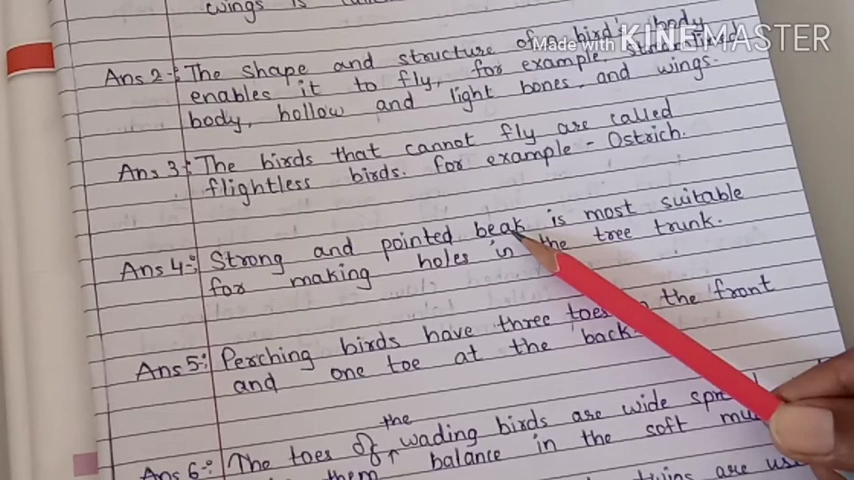 wings is
Made with KINEMASTER
Ans 2-: The shape and structure of a bird's body
enables it to fly, for example,
body, hollow and light bones, and wings.
Ans 3-: The birds that cannot fly are called
flightless birds. for example - Ostrich.
Ans 4-: Strong and pointed beak is most suitable
for making holes in the tree trunk.
Ans 5-: Perching birds have three toes the front
and one toe at the back
the
Ans 6-: The toes of wading birds are wide
them balance in the soft
are